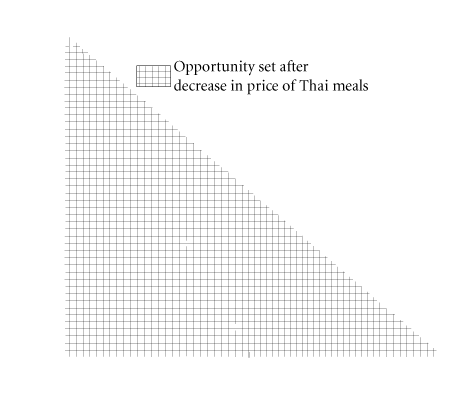 Opportunity set after
decrease in price of Thai meals